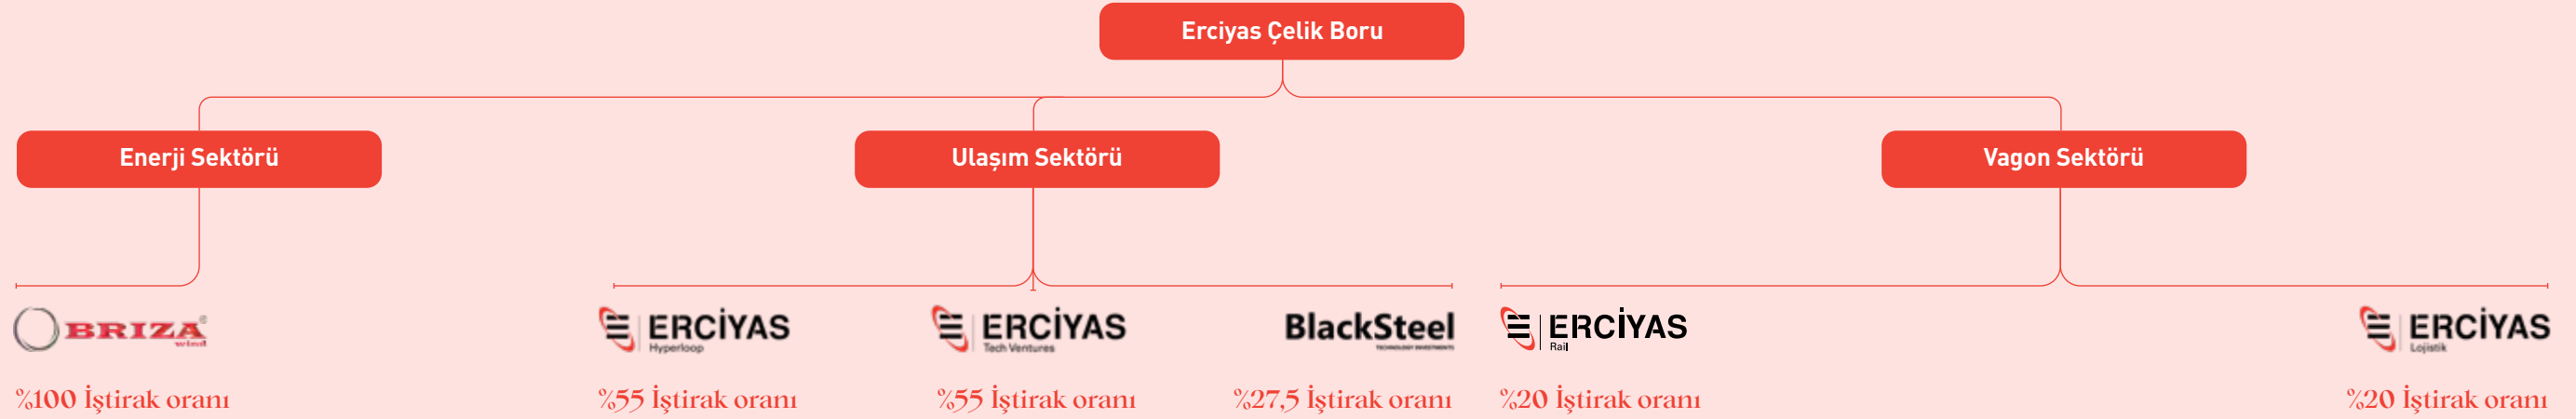 Erciyas Çelik Boru
Enerji Sektörü
Ulaşım Sektörü
Vagon Sektörü
BRIZA®
wind
%100 İştirak oranı
ERCİYAS
Hyperloop
%55 İştirak oranı
ERCİYAS
Tech Ventures
%55 İştirak oranı
BlackSteel
TECHNOLOGY INVESTMENTS
%27,5 İştirak oranı
ERCİYAS
Rail
%20 İştirak oranı
ERCİYAS
Lojistik
%20 İştirak oranı